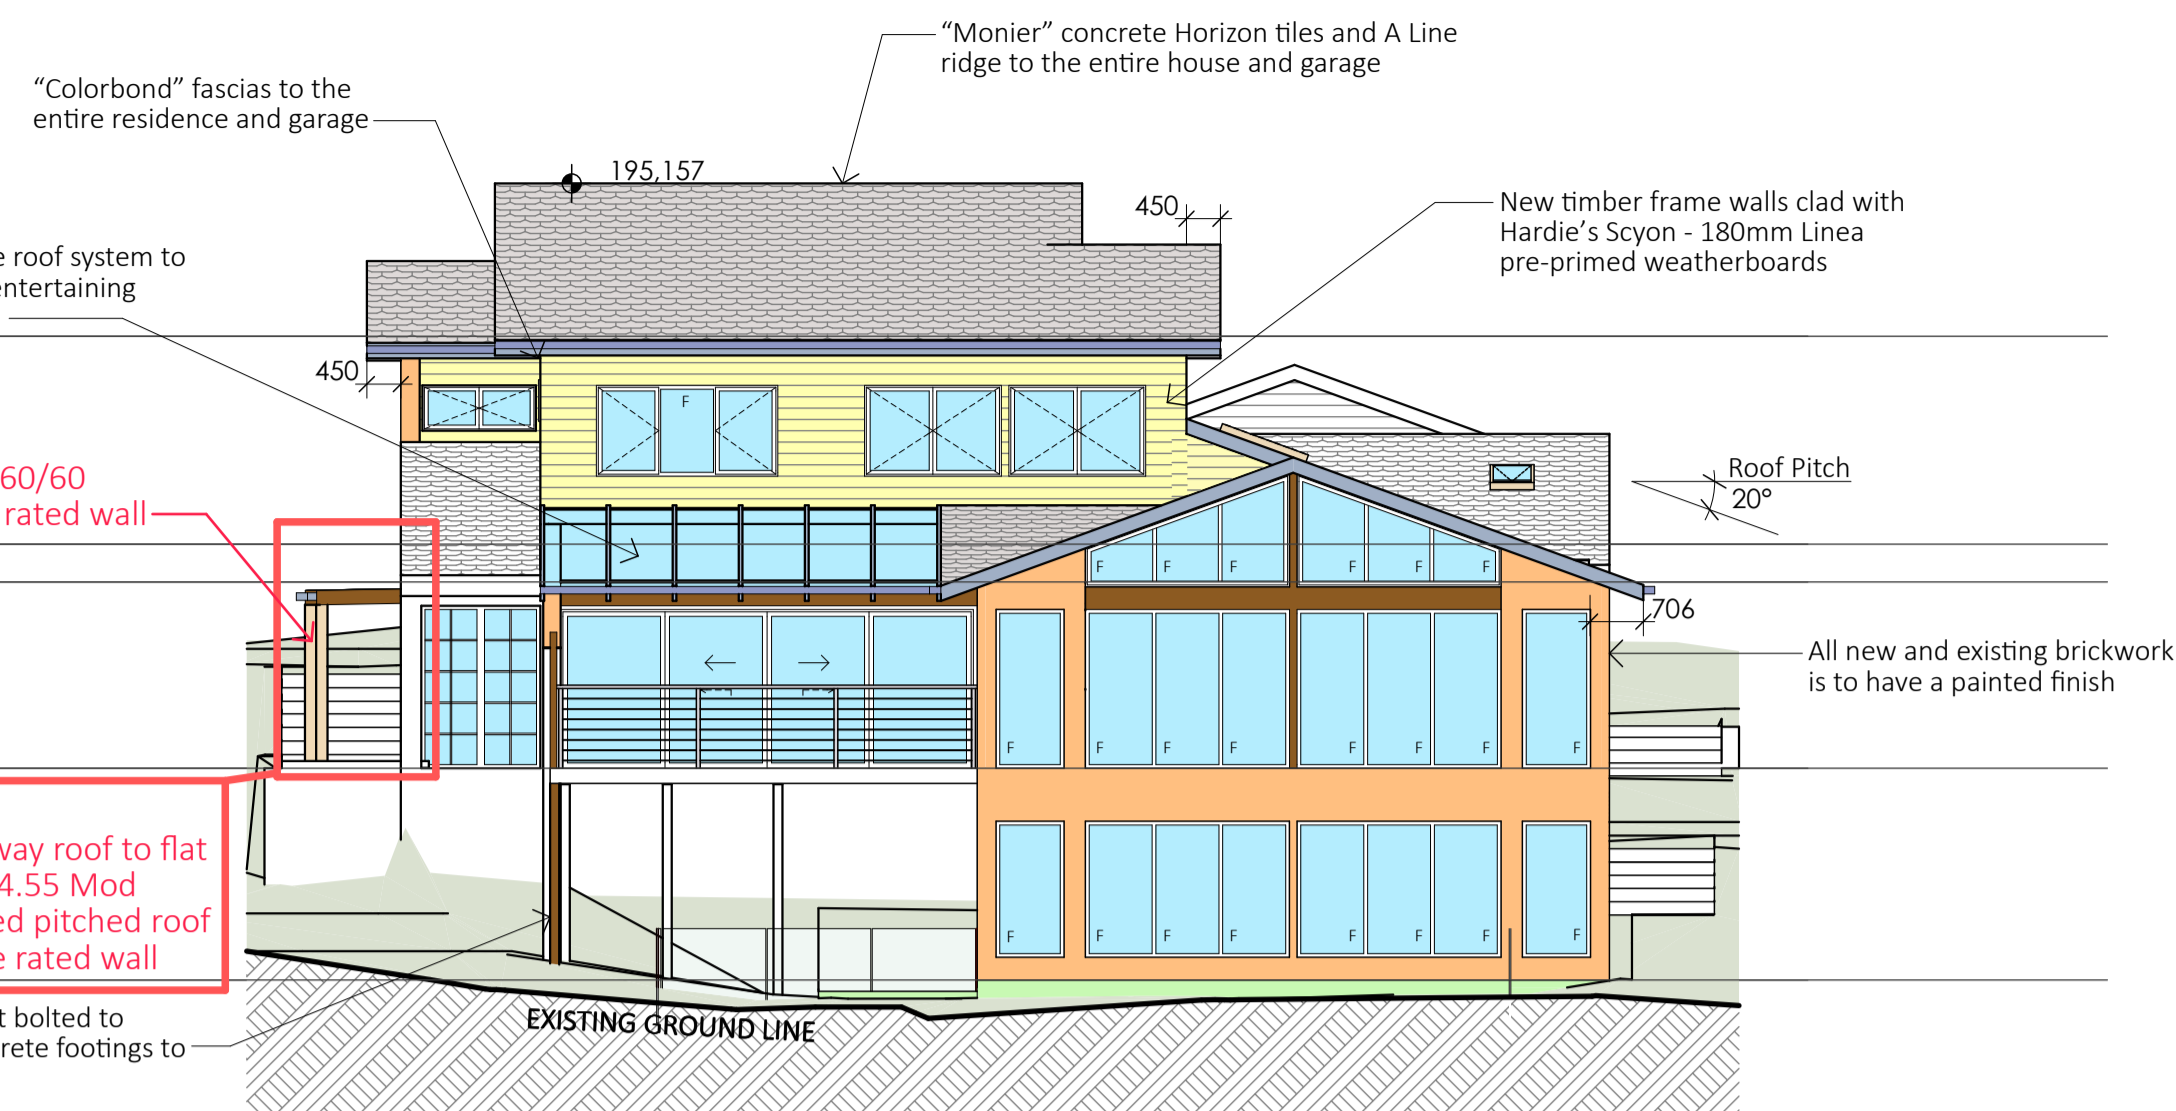 “Monier” concrete Horizon tiles and A Line
ridge to the entire house and garage
“Colorbond” fascias to the
entire residence and garage
195,157
450
New timber frame walls clad with
Hardie’s Scyon - 180mm Linea
pre-primed weatherboards
roof system to
entertaining
450
F
60/60
rated wall
Roof Pitch
20°
F F F F F F
706
All new and existing brickwork
is to have a painted finish
F F F F F F F F
way roof to flat
4.55 Mod
ed pitched roof
e rated wall
F F F F F F F F
t bolted to
rete footings to
EXISTING GROUND LINE